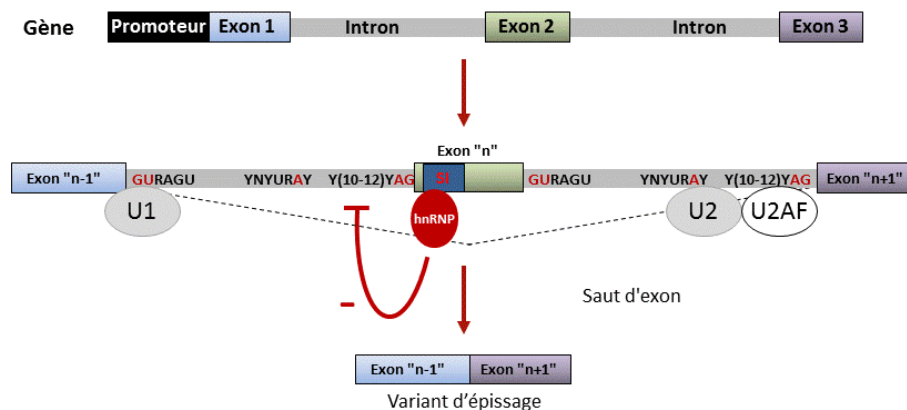 Gène Promoteur Exon 1 Intron Exon 2 Intron Exon 3
Exon "n"
Exon "n-1" GURAGU YNYURAY Y(10-12)YAG SI GURAGU YNYURAY Y(10-12)YAG Exon "n+1"
U1 hnRNP U2 U2AF
-
Saut d'exon
Exon "n-1" Exon "n+1"
Variant d'épissage